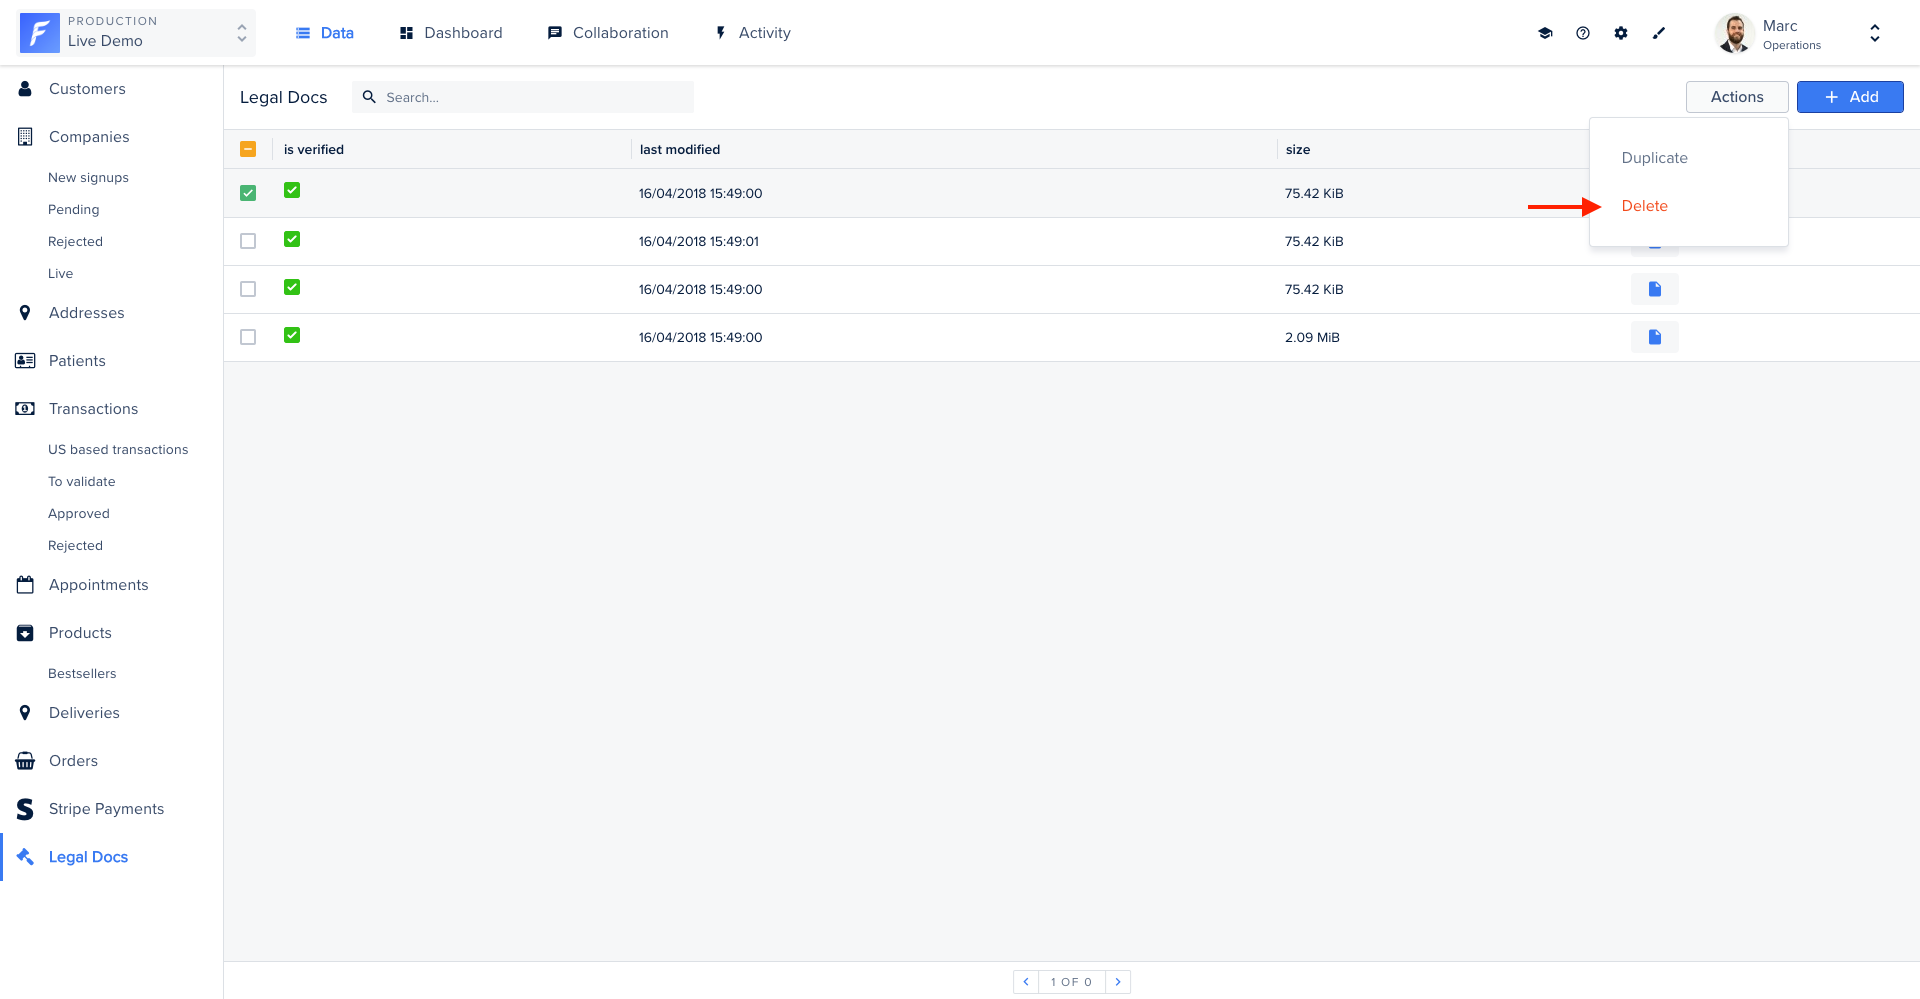 PRODUCTION
Live Demo
Data
Dashboard
Collaboration
Activity
Marc
Operations
Customers
Companies
New signups
Pending
Rejected
Live
Addresses
Patients
Transactions
US based transactions
To validate
Approved
Rejected
Appointments
Products
Bestsellers
Deliveries
Orders
Stripe Payments
Legal Docs
Legal Docs
Search...
Actions
Add
Duplicate
Delete
is verified last modified size
16/04/2018 15:49:00 75.42 KiB
16/04/2018 15:49:01 75.42 KiB
16/04/2018 15:49:00 75.42 KiB
16/04/2018 15:49:00 2.09 MiB
1 OF 0